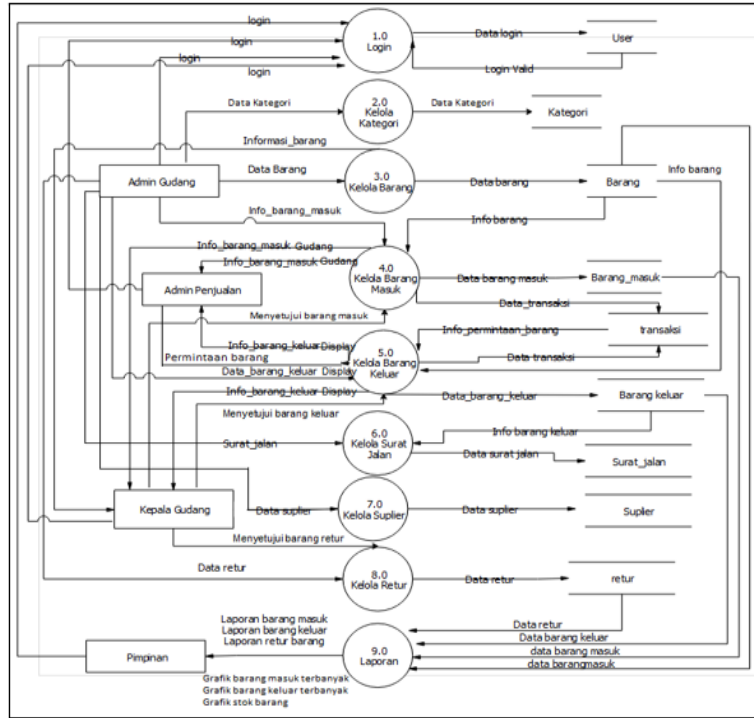 login
login
login
login
1.0
Login
Data login
Login Valid
User
Data Kategori
2.0
Kelola
Kategori
Data Kategori
Kategori
Informasi_barang
Admin Gudang
Data Barang
3.0
Kelola Barang
Data barang
Barang
Info barang
Info_barang_masuk
Info barang
Info_barang_masuk Gudang
Info_barang_masuk Gudang
4.0
Kelola Barang
Masuk
Data barang masuk
Barang_masuk
Admin Penjualan
Data_transaksi
Menyetujui barang masuk
Info_permintaan_barang
transaksi
Info_barang_keluar Display
5.0
Kelola Barang
Keluar
Permintaan barang
Data transaksi
Data_barang_keluar Display
Info_barang_keluar Display
Data_barang_keluar
Barang keluar
Menyetujui barang keluar
6.0
Kelola Surat
Jalan
Info barang keluar
Surat_jalan
Data surat jalan
Surat_jalan
Kepala Gudang
Data suplier
7.0
Kelola Suplier
Data suplier
Suplier
Menyetujui barang retur
Data retur
8.0
Kelola Retur
Data retur
retur
Laporan barang masuk
Laporan barang keluar
Laporan retur barang
Pimpinan
Grafik barang masuk terbanyak
Grafik barang keluar terbanyak
Grafik stok barang
9.0
Laporan
Data retur
Data barang keluar
data barang masuk
data barangmasuk